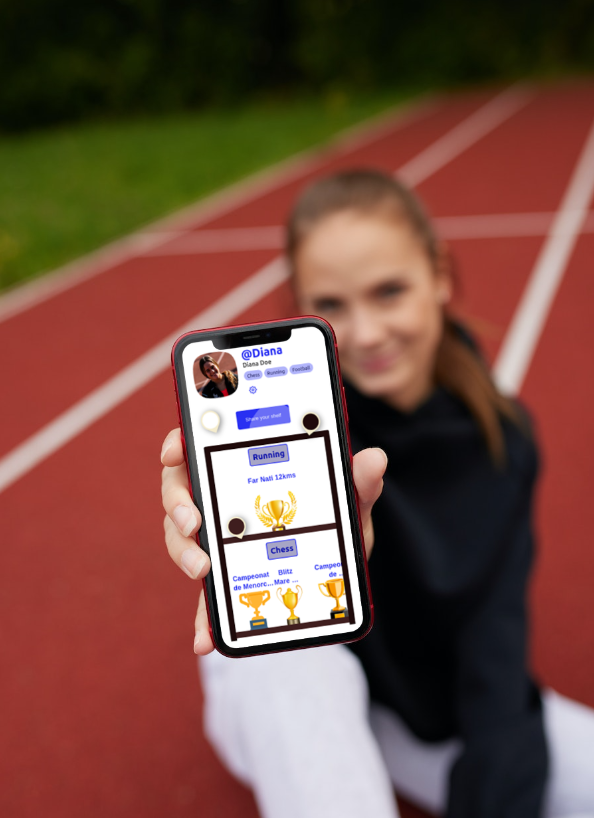 @Diana
Diana Doe
Chess Running Football
Share your shelf
Running
Far Nali 12kms
Chess
Campeonat de Menorc...
Blitz Mare ...
Campeo de ...